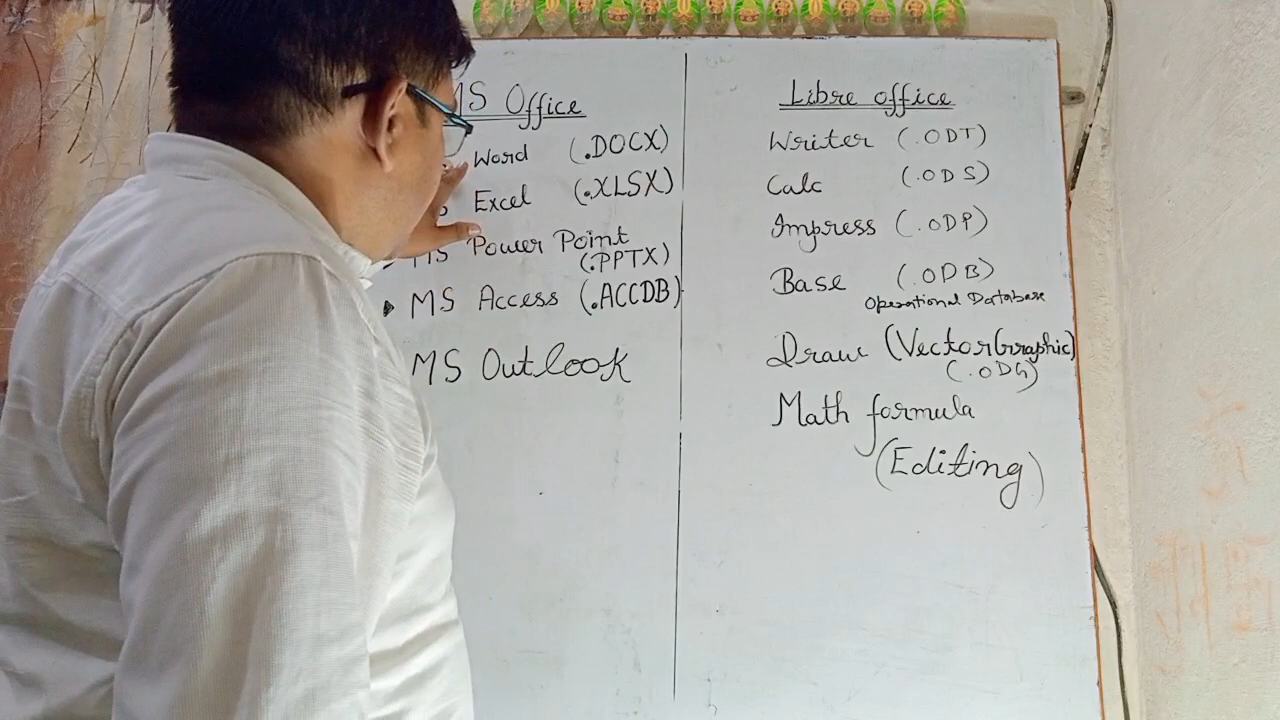 MS Office
Word (.DOCX)
Excel (.XLSX)
MS Power Point
(.PPTX)
MS Access (.ACCDB)
MS Outlook
Libre office
Writer (.ODT)
Calc (.ODS)
Impress (.ODP)
Base (.ODB)
Operational Database
Draw (Vector Graphic)
(.ODG)
Math formula
(Editing)